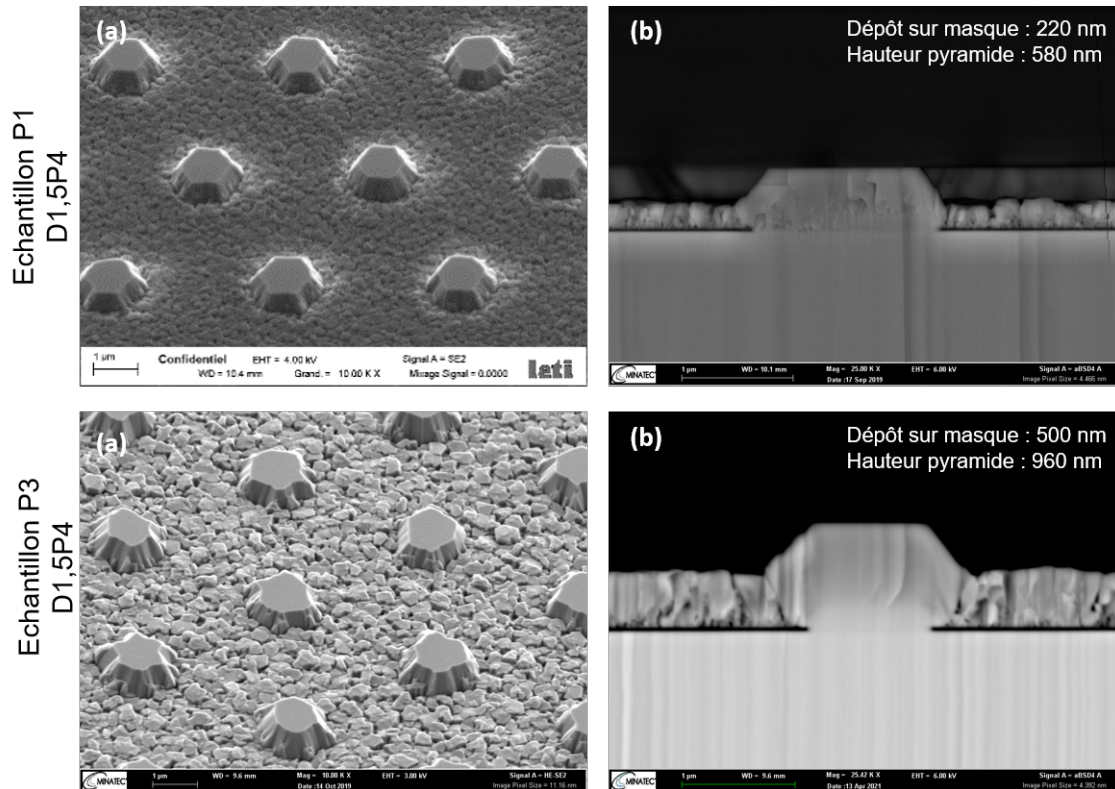 Echantillon P1
D1,5P4
(a)
1 µm
Confidentiel
EHT = 4.00 kV
Signal A = SE2
WD = 10.4 mm
Grand. = 10.00 K X
Mixage Signal = 0.0000
leti
(b)
Dépôt sur masque : 220 nm
Hauteur pyramide : 580 nm
MINATEC
1 µm
WD = 10.1 mm
Mag = 25.00 K X
EHT = 6.00 kV
Signal A = aBSD4 A
Date :17 Sep 2019
Image Pixel Size = 4.466 nm
Echantillon P3
D1,5P4
(a)
MINATEC
1 µm
WD = 9.6 mm
Mag = 10.00 K X
EHT = 3.00 kV
Signal A = HE-SE2
Date :14 Oct 2019
Image Pixel Size = 11.16 nm
(b)
Dépôt sur masque : 500 nm
Hauteur pyramide : 960 nm
MINATEC
1 µm
WD = 9.6 mm
Mag = 25.42 K X
EHT = 6.00 kV
Signal A = aBSD4 A
Date :13 Apr 2021
Image Pixel Size = 4.392 nm